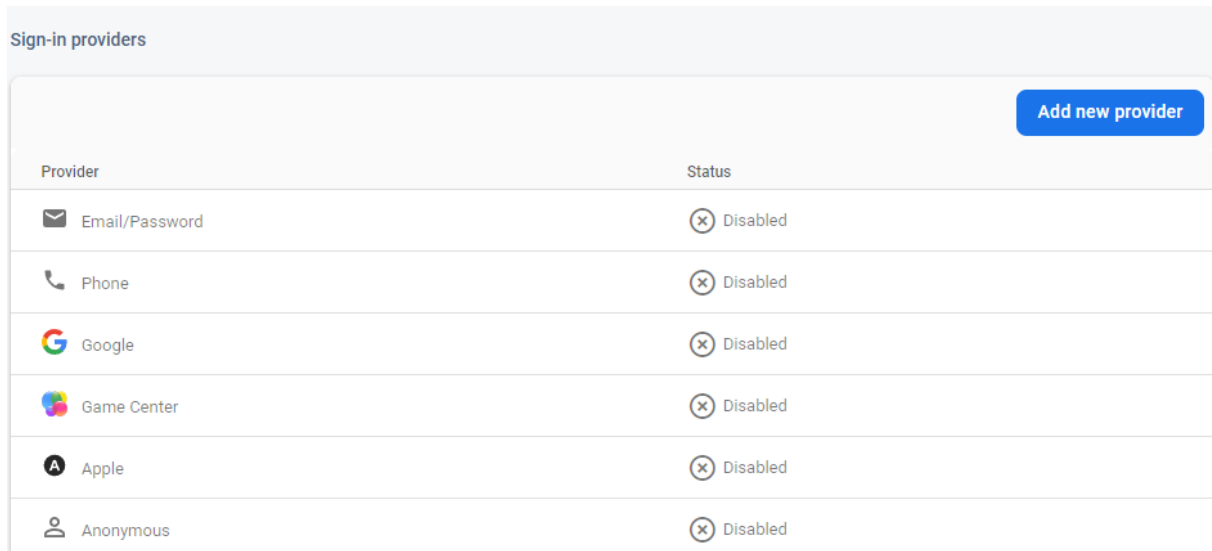 Sign-in providers
Add new provider
Provider Status
Email/Password Disabled
Phone Disabled
Google Disabled
Game Center Disabled
Apple Disabled
Anonymous Disabled